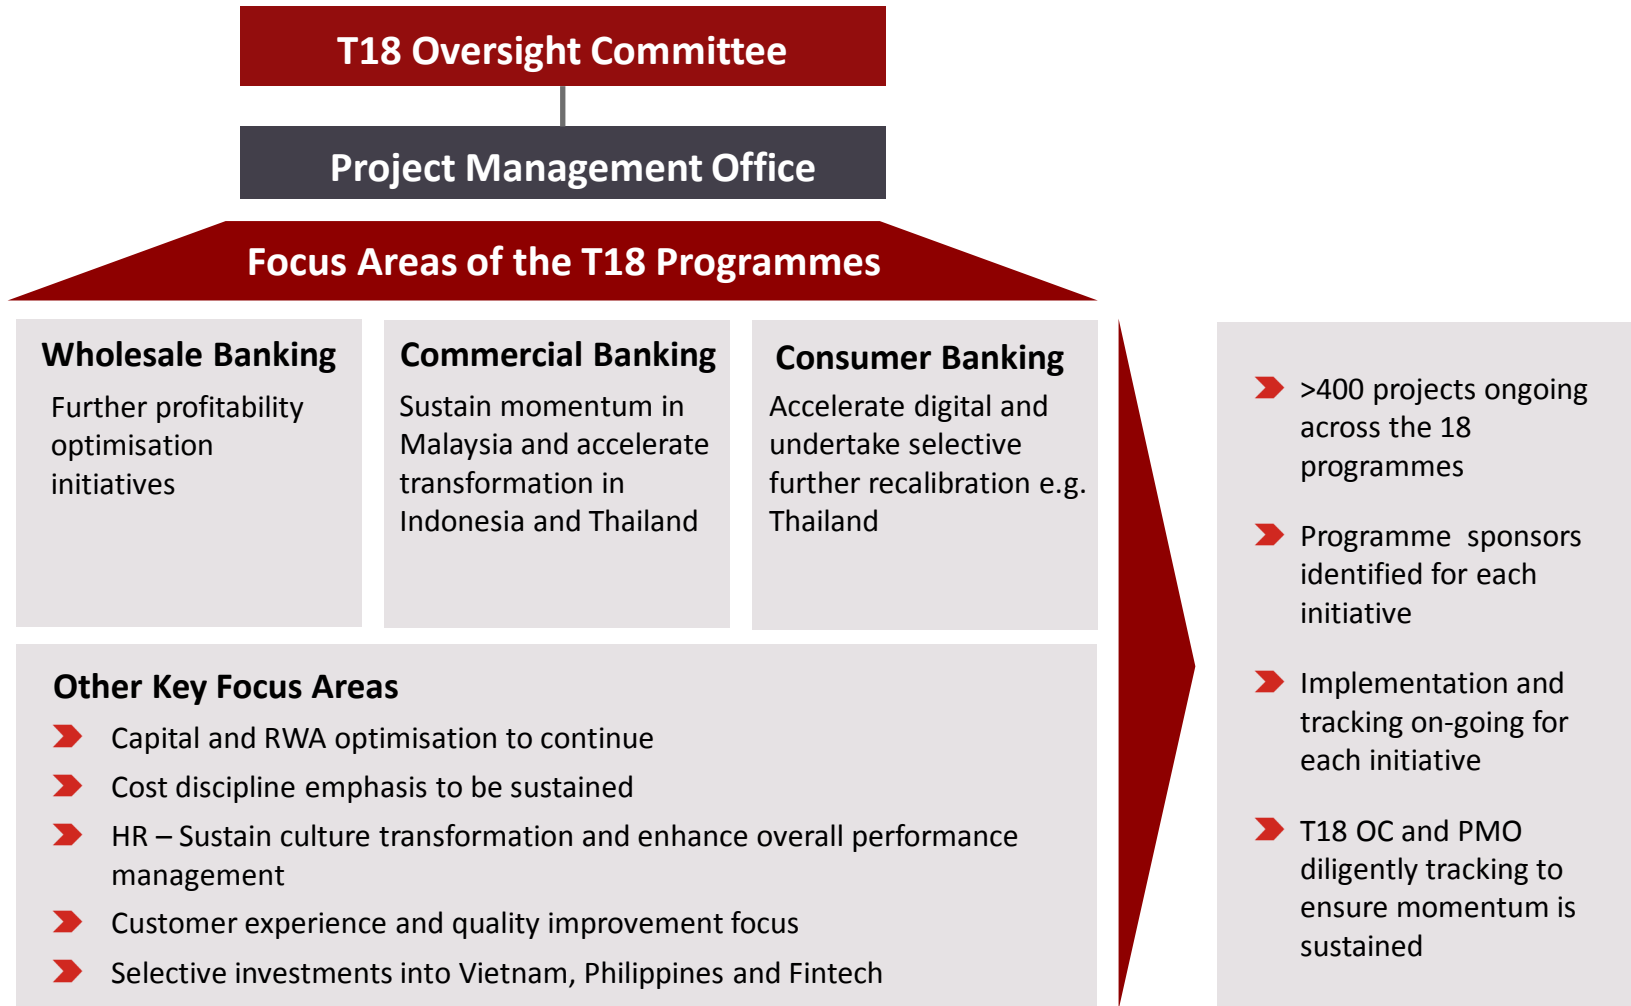 T18 Oversight Committee
Project Management Office
Focus Areas of the T18 Programmes
Wholesale Banking
Further profitability
optimisation
initiatives
Commercial Banking
Sustain momentum in
Malaysia and accelerate
transformation in
Indonesia and Thailand
Consumer Banking
Accelerate digital and
undertake selective
further recalibration e.g.
Thailand
Other Key Focus Areas
Capital and RWA optimisation to continue
Cost discipline emphasis to be sustained
HR – Sustain culture transformation and enhance overall performance
management
Customer experience and quality improvement focus
Selective investments into Vietnam, Philippines and Fintech
>400 projects ongoing
across the 18
programmes
Programme sponsors
identified for each
initiative
Implementation and
tracking on-going for
each initiative
T18 OC and PMO
diligently tracking to
ensure momentum is
sustained